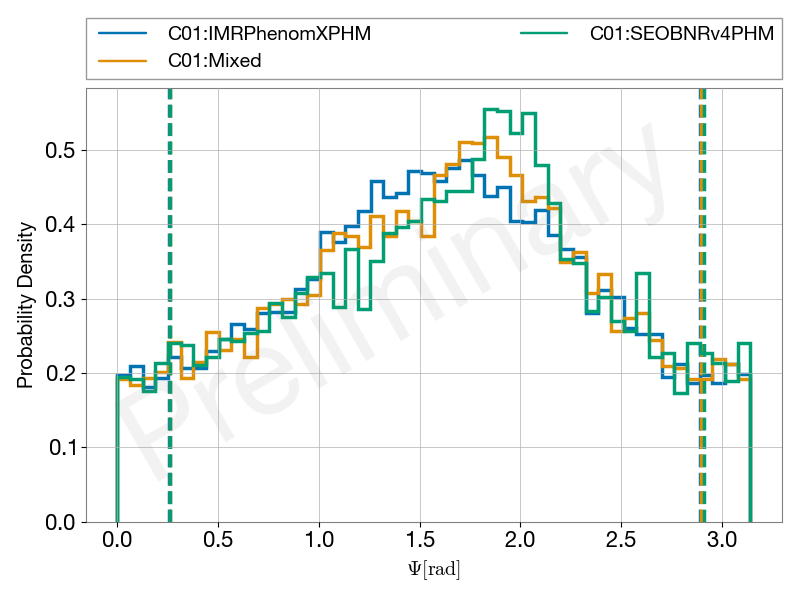 C01:IMRPhenomXPHM
C01:SEOBNRv4PHM
C01:Mixed
Preliminary
Probability Density
0.5
0.4
0.3
0.2
0.1
0.0
0.0 0.5 1.0 1.5 2.0 2.5 3.0
Ψ[rad]